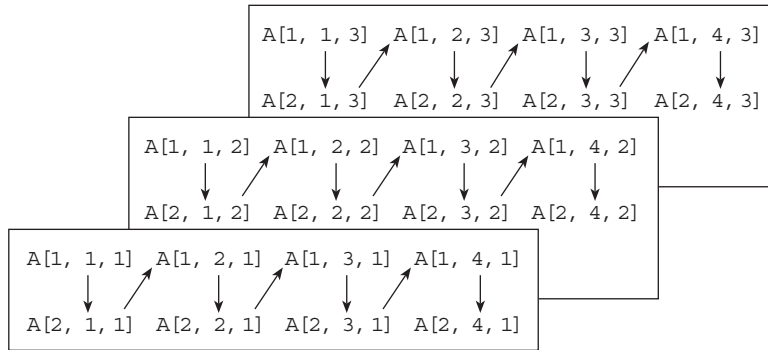 A[1, 1,3] A[1, 2,3] A[1, 3,3] A[1, 4,3]
A[2, 1,3] A[2, 2,3] A[2, 3,3] A[2, 4,3]
A[1, 1,2] A[1, 2,2] A[1, 3,2] A[1, 4,2]
A[2, 1,2] A[2, 2,2] A[2, 3,2] A[2, 4,2]
A[1, 1,1] A[1, 2,1] A[1, 3,1] A[1, 4,1]
A[2, 1,1] A[2, 2,1] A[2, 3,1] A[2, 4,1]